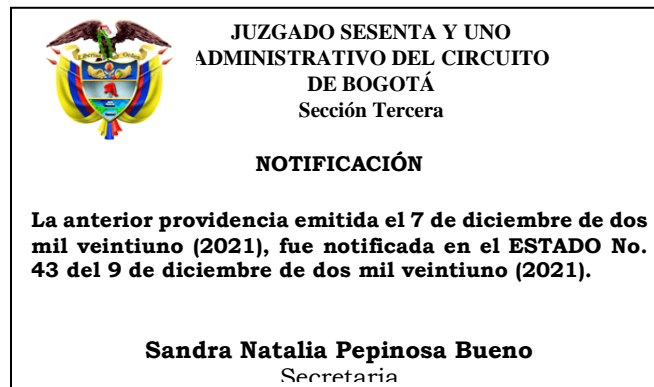 JUZGADO SESENTA Y UNO
ADMINISTRATIVO DEL CIRCUITO
DE BOGOTÁ
Sección Tercera
NOTIFICACIÓN
La anterior providencia emitida el 7 de diciembre de dos
mil veintiuno (2021), fue notificada en el ESTADO No.
43 del 9 de diciembre de dos mil veintiuno (2021).
Sandra Natalia Pepinosa Bueno
Secretaria